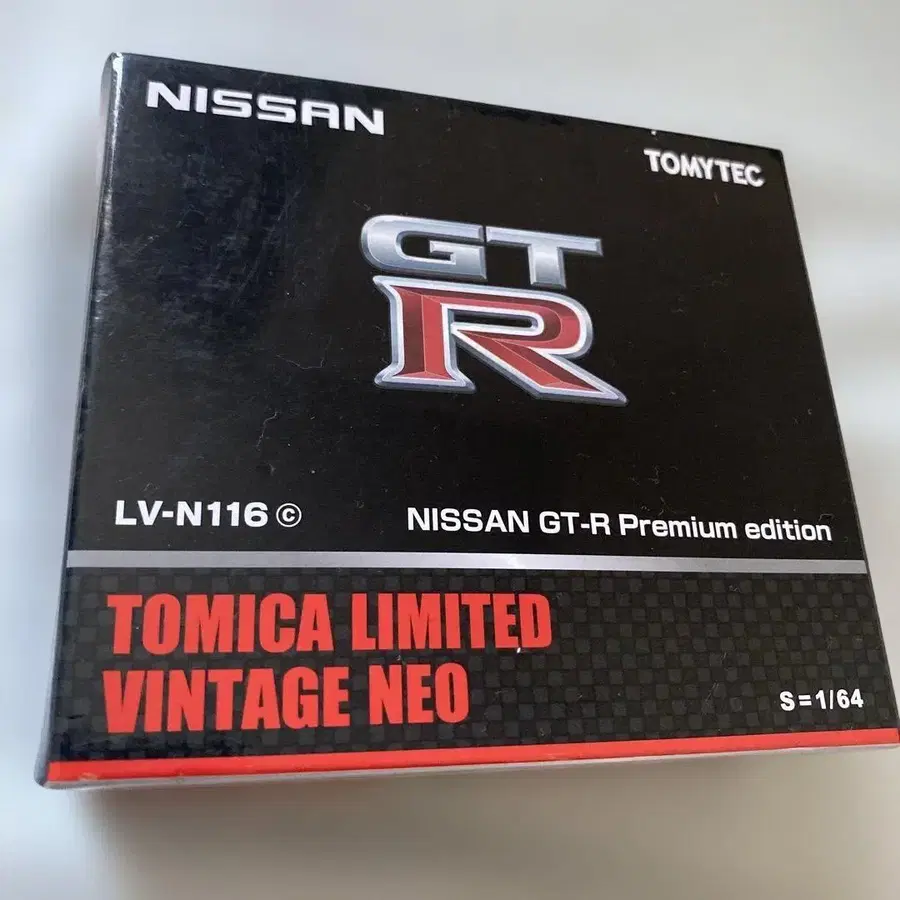 NISSAN
TOMYTEC
GT
R
LV-N116 ©
NISSAN GT-R Premium edition
TOMICA LIMITED
VINTAGE NEO
S=1/64